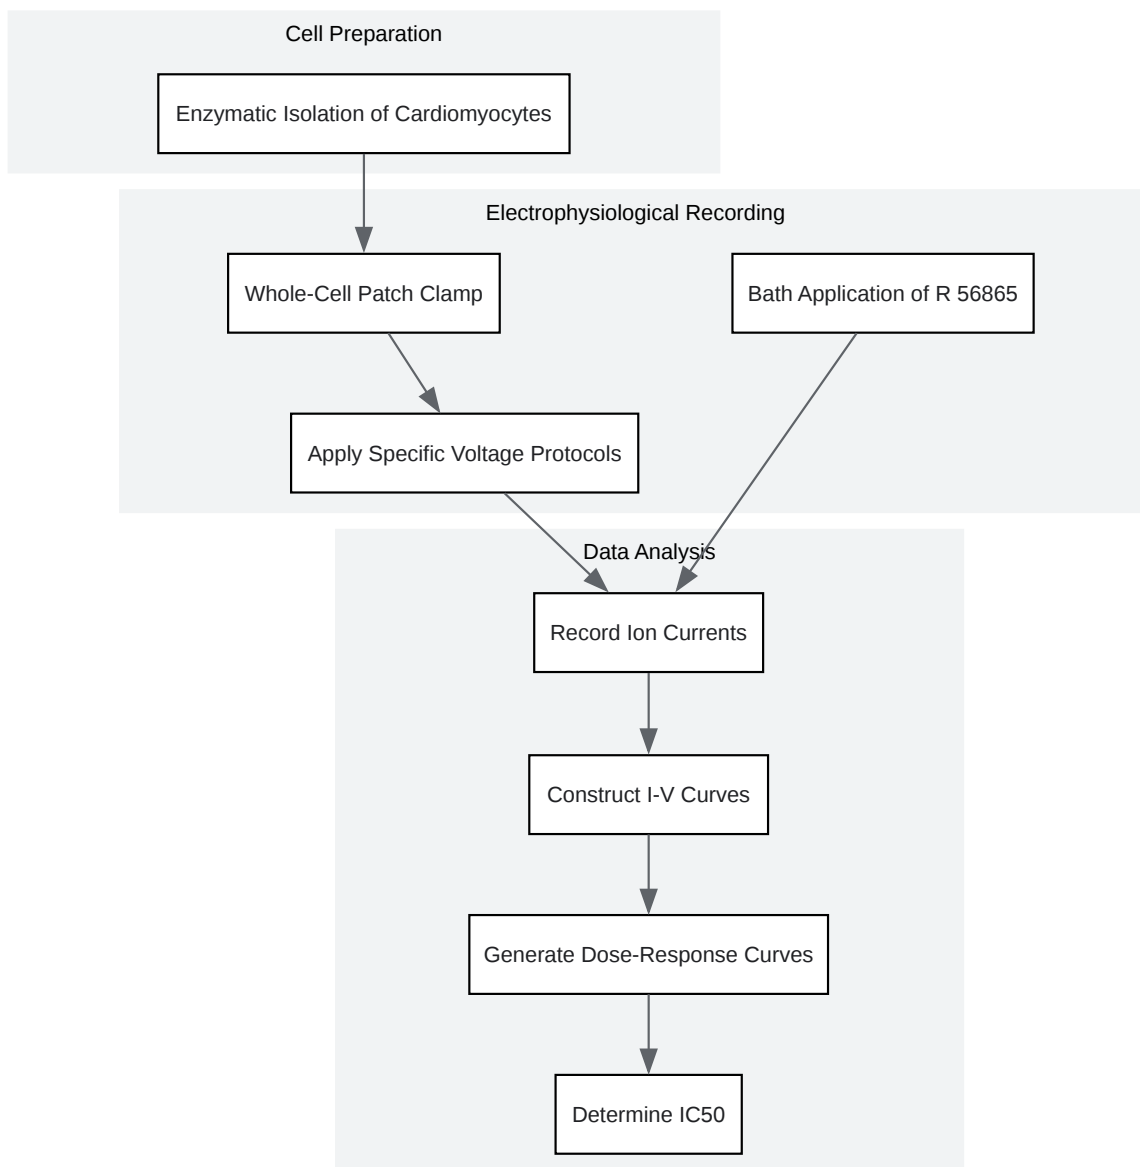 Cell Preparation
Enzymatic Isolation of Cardiomyocytes
Electrophysiological Recording
Whole-Cell Patch Clamp
Bath Application of R 56865
Apply Specific Voltage Protocols
Data Analysis
Record Ion Currents
Construct I-V Curves
Generate Dose-Response Curves
Determine IC50